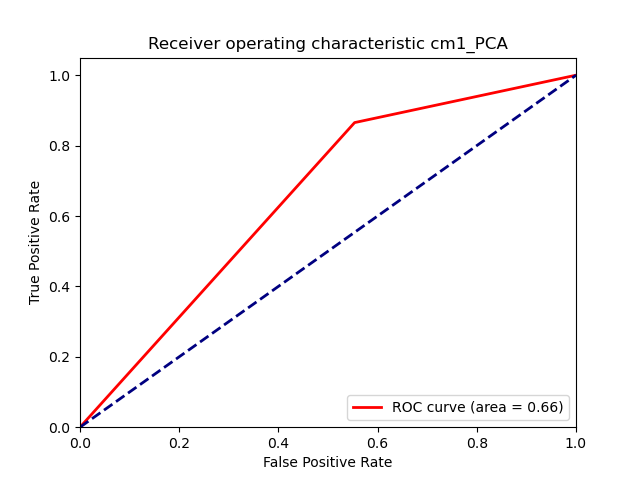 Receiver operating characteristic cm1_PCA
True Positive Rate
1.0
0.8
0.6
0.4
0.2
0.0
ROC curve (area = 0.66)
0.0 0.2 0.4 0.6 0.8 1.0
False Positive Rate